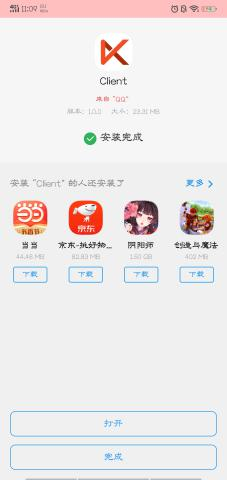 11:09
Client
来自 "QQ"
版本：1.0.0 大小：23.31 MB
安装完成
安装 "Client" 的人还安装了 更多
当当 京东-挑好物... 阴阳师 创造与魔法
44.48 MB 82.83 MB 1.50 GB 402 MB
下载 下载 下载 下载
打开
完成